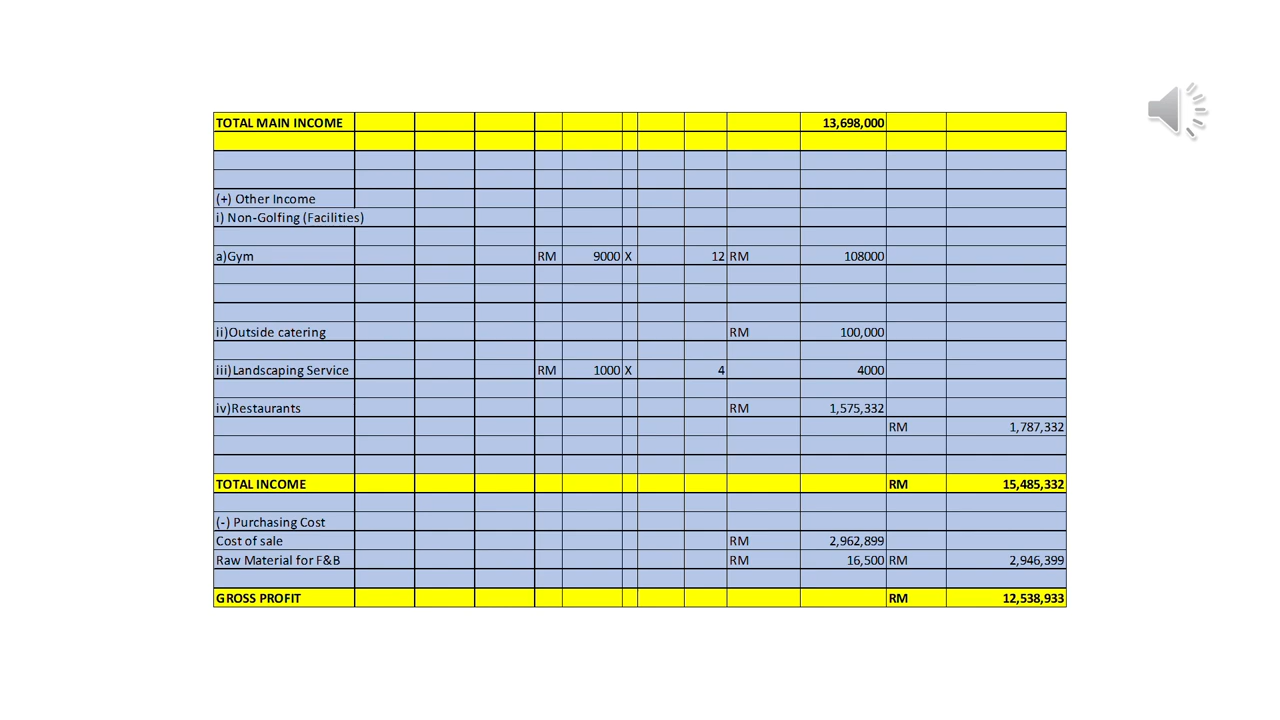 TOTAL MAIN INCOME 13,698,000
(+) Other Income
i) Non-Golfing (Facilities)
a)Gym RM 9000 X 12 RM 108000
ii)Outside catering RM 100,000
iii)Landscaping Service RM 1000 X 4 4000
iv)Restaurants RM 1,575,332
RM 1,787,332
TOTAL INCOME RM 15,485,332
(-) Purchasing Cost
Cost of sale RM 2,962,899
Raw Material for F&B RM 16,500 RM 2,946,399
GROSS PROFIT RM 12,538,933